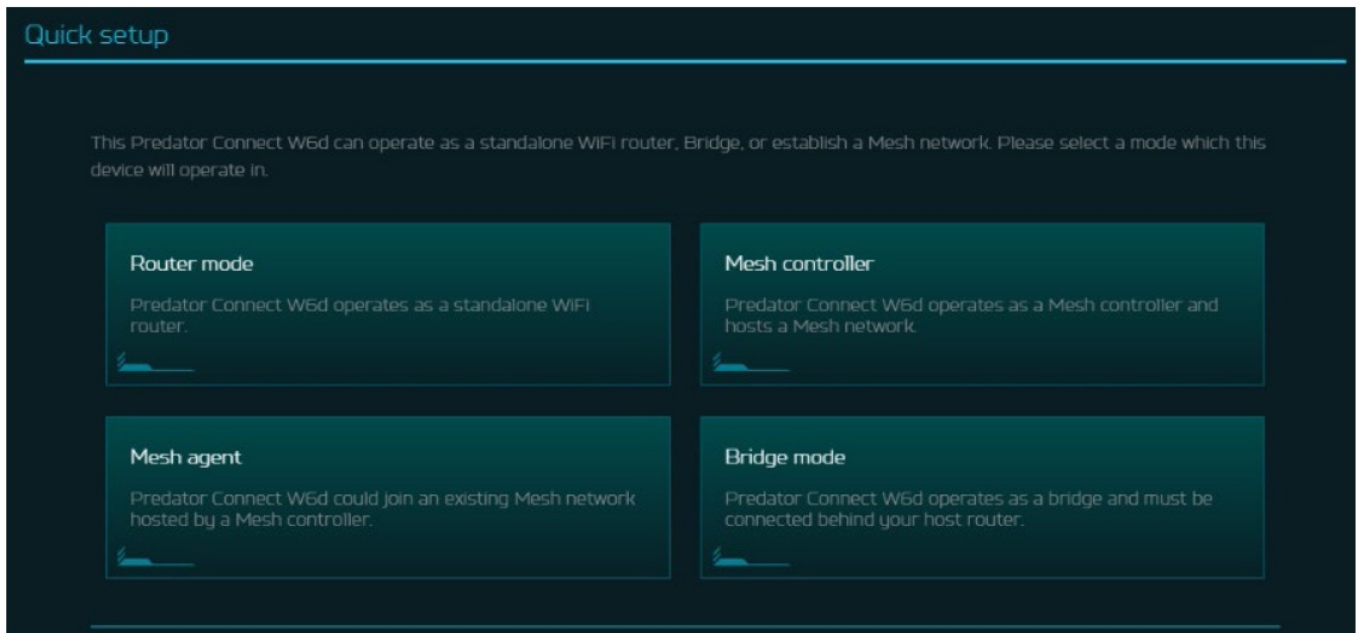 Quick setup
This Predator Connect W6d can operate as a standalone WiFi router, Bridge, or establish a Mesh network. Please select a mode which this
device will operate in.
Router mode
Predator Connect W6d operates as a standalone WiFi
router.
Mesh controller
Predator Connect W6d operates as a Mesh controller and
hosts a Mesh network.
Mesh agent
Predator Connect W6d could join an existing Mesh network
hosted by a Mesh controller.
Bridge mode
Predator Connect W6d operates as a bridge and must be
connected behind your host router.